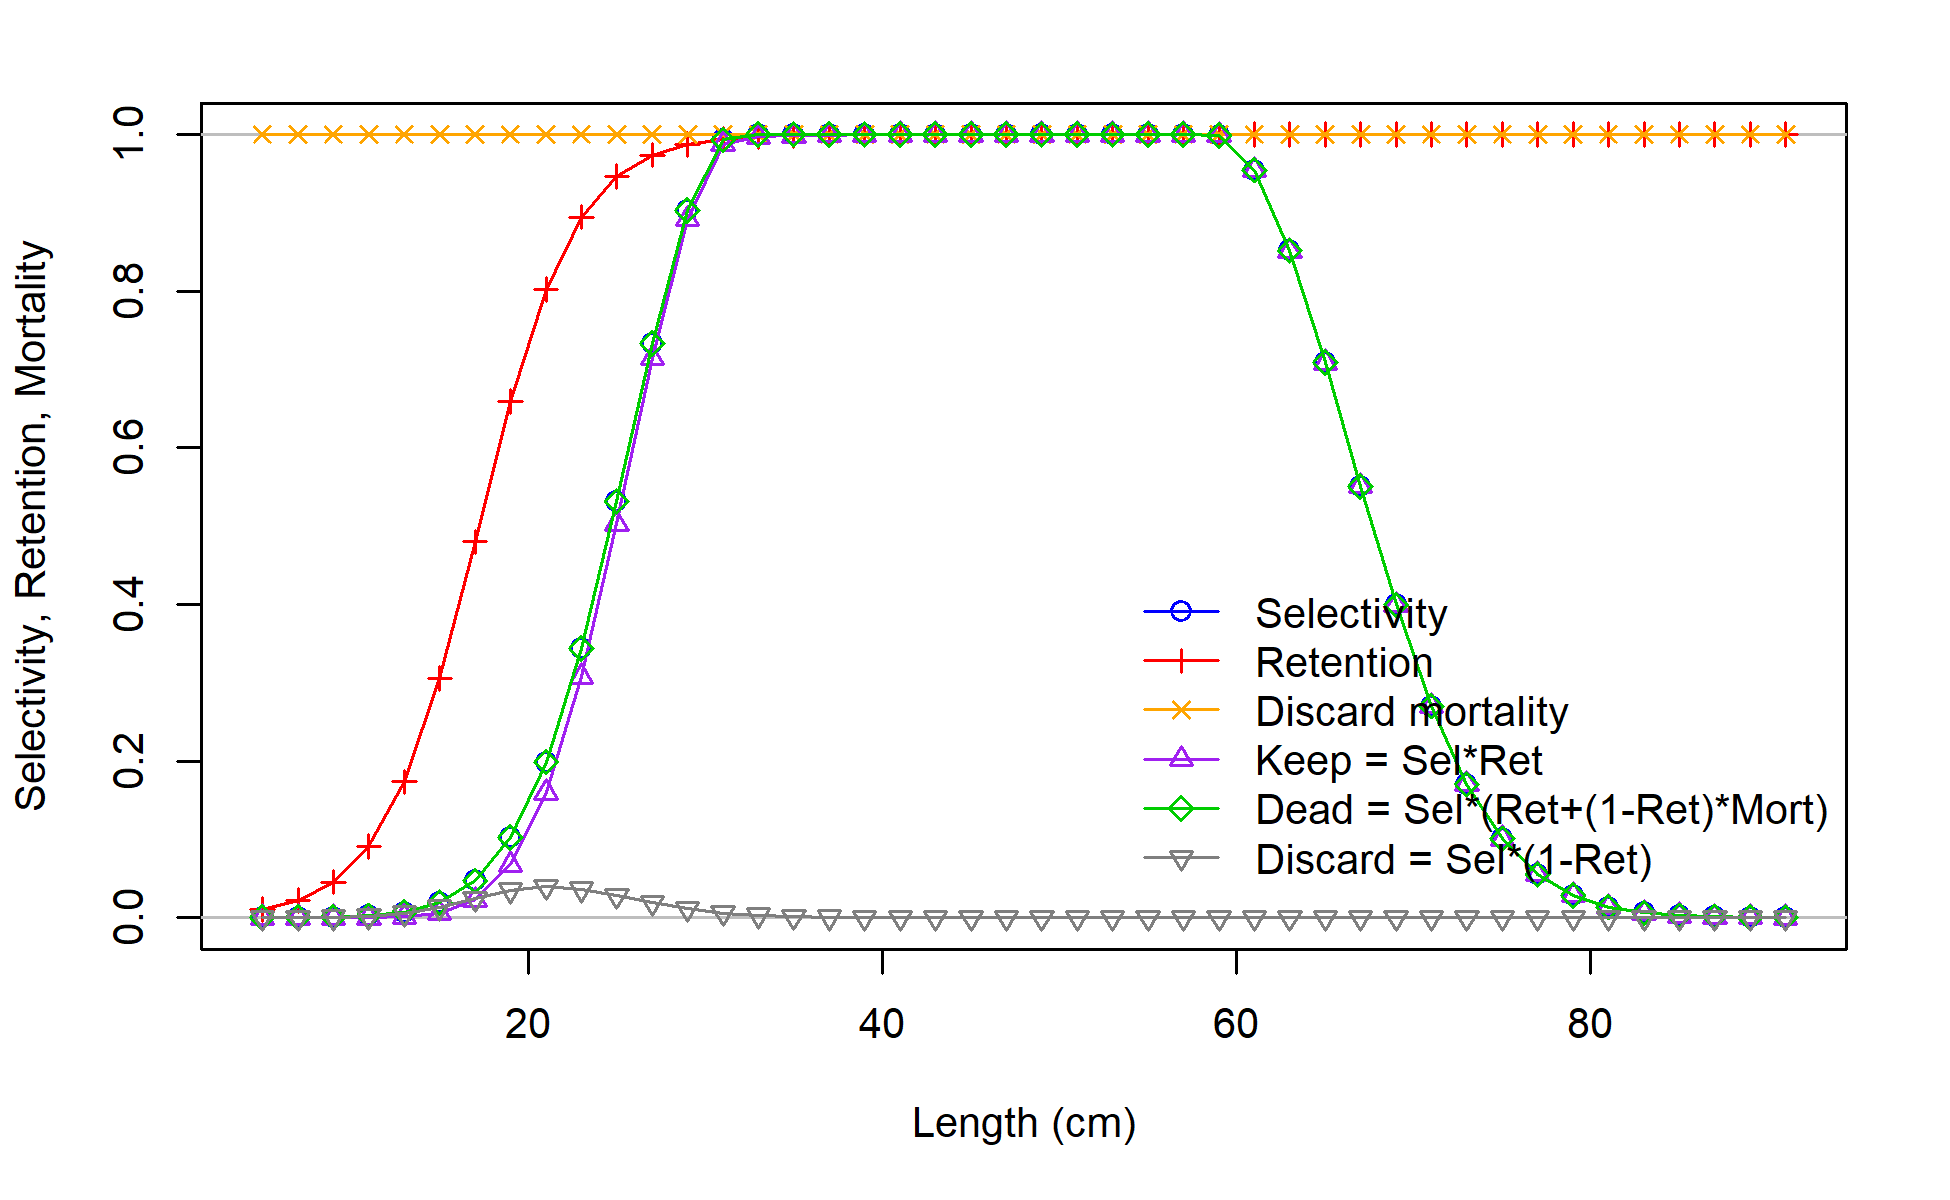 Selectivity, Retention, Mortality
1.0
0.8
0.6
0.4
0.2
0.0
Selectivity
Retention
Discard mortality
Keep = Sel*Ret
Dead = Sel*(Ret+(1-Ret)*Mort)
Discard = Sel*(1-Ret)
20 40 60 80
Length (cm)